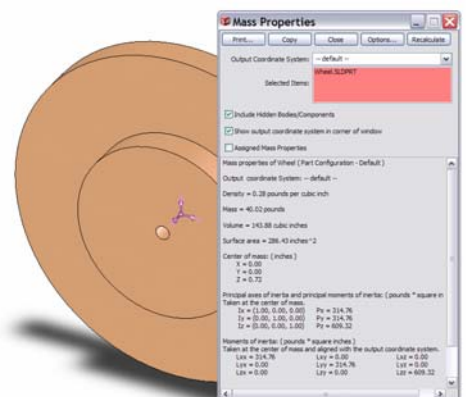 Mass Properties
Print... Copy Close Options... Recalculate
Output Coordinate System: -- default --
Wheel.SLDPRT
Selected Items:
Include Hidden Bodies/Components
Show output coordinate system in corner of window
Assigned Mass Properties
Mass properties of Wheel ( Part Configuration - Default )
Output coordinate System: -- default --
Density = 0.28 pounds per cubic inch
Mass = 40.02 pounds
Volume = 143.88 cubic inches
Surface area = 286.43 inches^2
Center of mass: ( inches )
X = 0.00
Y = 0.00
Z = 0.72
Principal axes of inertia and principal moments of inertia: ( pounds * square in
Taken at the center of mass.
Ix = (1.00, 0.00, 0.00) Px = 314.76
Iy = (0.00, 1.00, 0.00) Py = 314.76
Iz = (0.00, 0.00, 1.00) Pz = 609.32
Moments of inertia: ( pounds * square inches )
Taken at the center of mass and aligned with the output coordinate system.
Lxx = 314.76 Lxy = 0.00 Lxz = 0.00
Lyx = 0.00 Lyy = 314.76 Lyz = 0.00
Lzx = 0.00 Lzy = 0.00 Lzz = 609.32